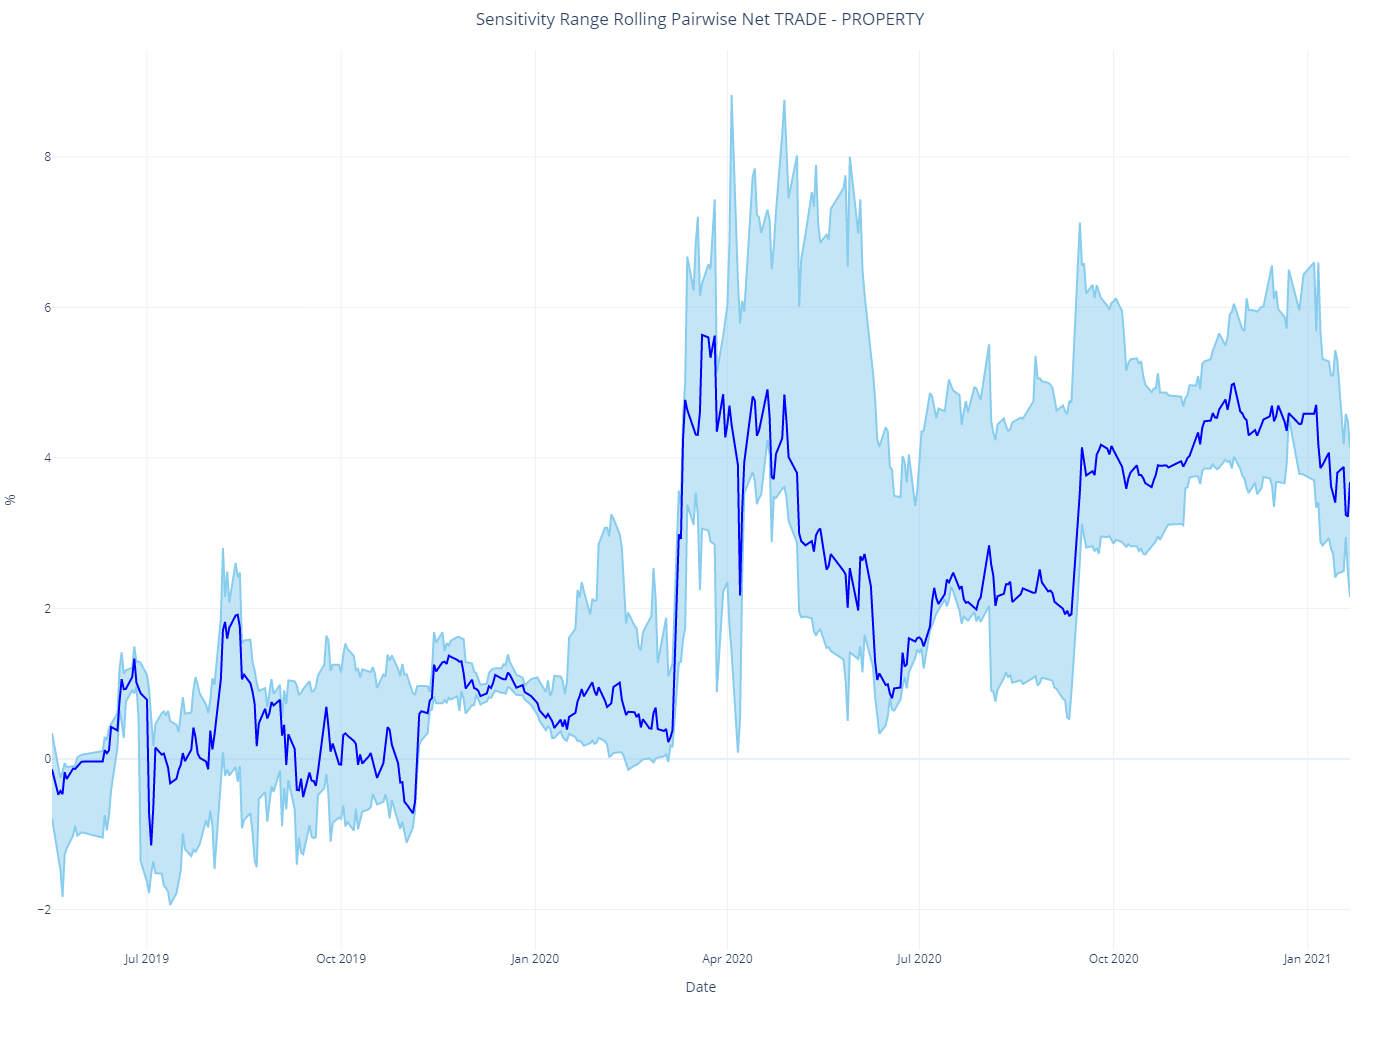 Sensitivity Range Rolling Pairwise Net TRADE - PROPERTY
8
6
4
2
0
−2
%
Jul 2019
Oct 2019
Jan 2020
Apr 2020
Jul 2020
Oct 2020
Jan 2021
Date